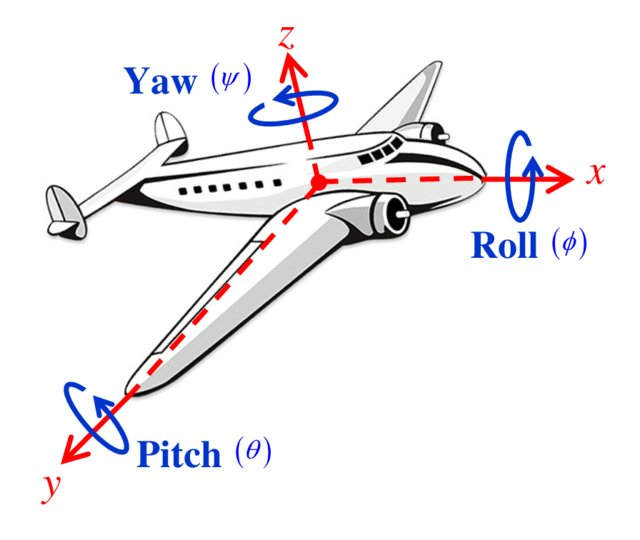 z
Yaw (ψ)
x
Roll (ϕ)
Pitch (θ)
y